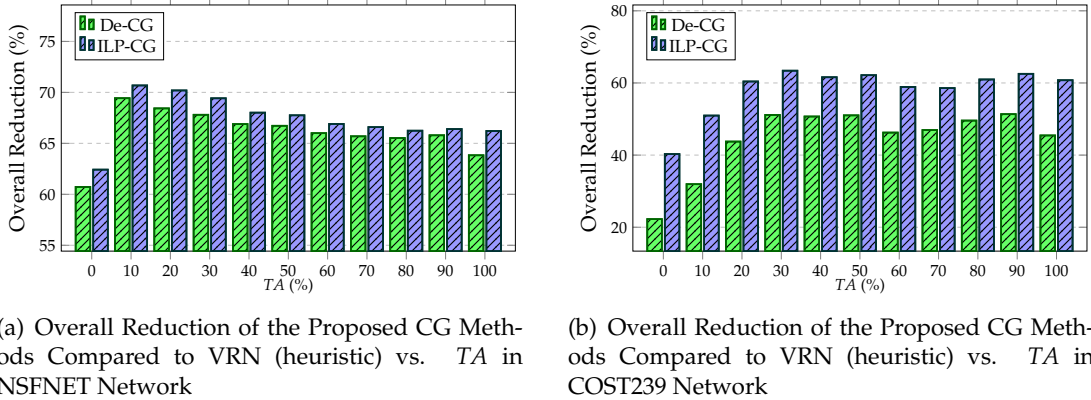 75
70
65
60
55
Overall Reduction (%)
De-CG
ILP-CG
0 10 20 30 40 50 60 70 80 90 100
TA (%)
80
60
40
20
Overall Reduction (%)
De-CG
ILP-CG
0 10 20 30 40 50 60 70 80 90 100
TA (%)
(a) Overall Reduction of the Proposed CG Meth-
ods Compared to VRN (heuristic) vs. TA in
NSFNET Network
(b) Overall Reduction of the Proposed CG Meth-
ods Compared to VRN (heuristic) vs. TA in
COST239 Network